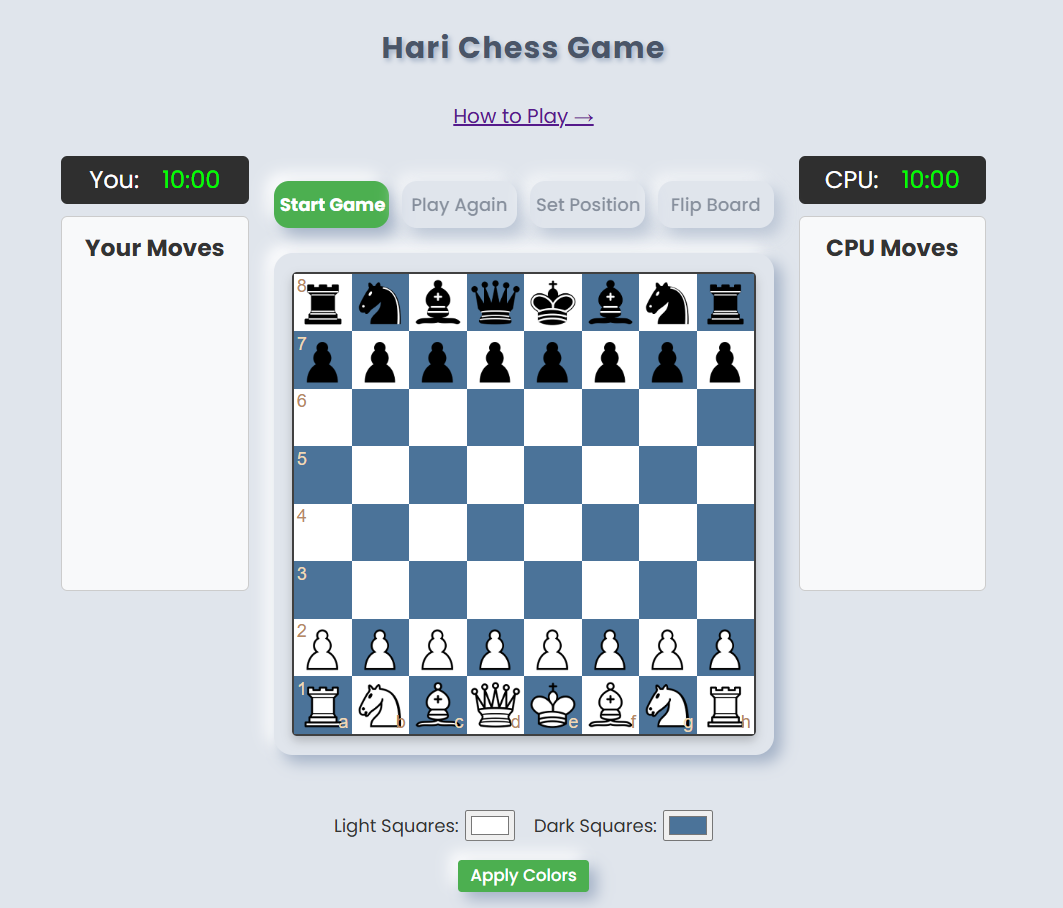 Hari Chess Game
How to Play →
You: 10:00
Start Game
Play Again
Set Position
Flip Board
CPU: 10:00
Your Moves
CPU Moves
8
7
6
5
4
3
2
1
a b c d e f g h
Light Squares:
Dark Squares:
Apply Colors